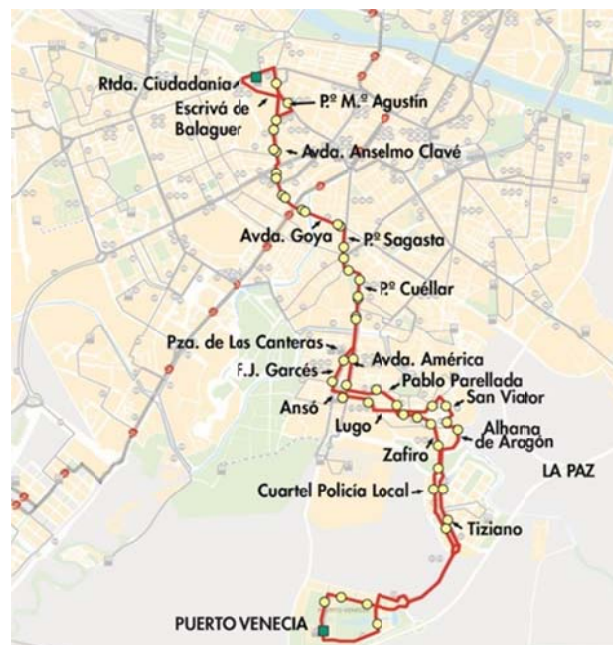 Rtda. Ciudadanía
Escrivá de
Balaguer
P.º M.º Agustín
Avda. Anselmo Clavé
Avda. Goya
P.º Sagasta
P.º Cuéllar
Pza. de Las Canteras
F.J. Garcés
Avda. América
Pablo Parellada
San Viator
Ansó
Lugo
Alhana
de Aragón
Zafiro
LA PAZ
Cuartel Policía Local
Tiziano
PUERTO VENECIA